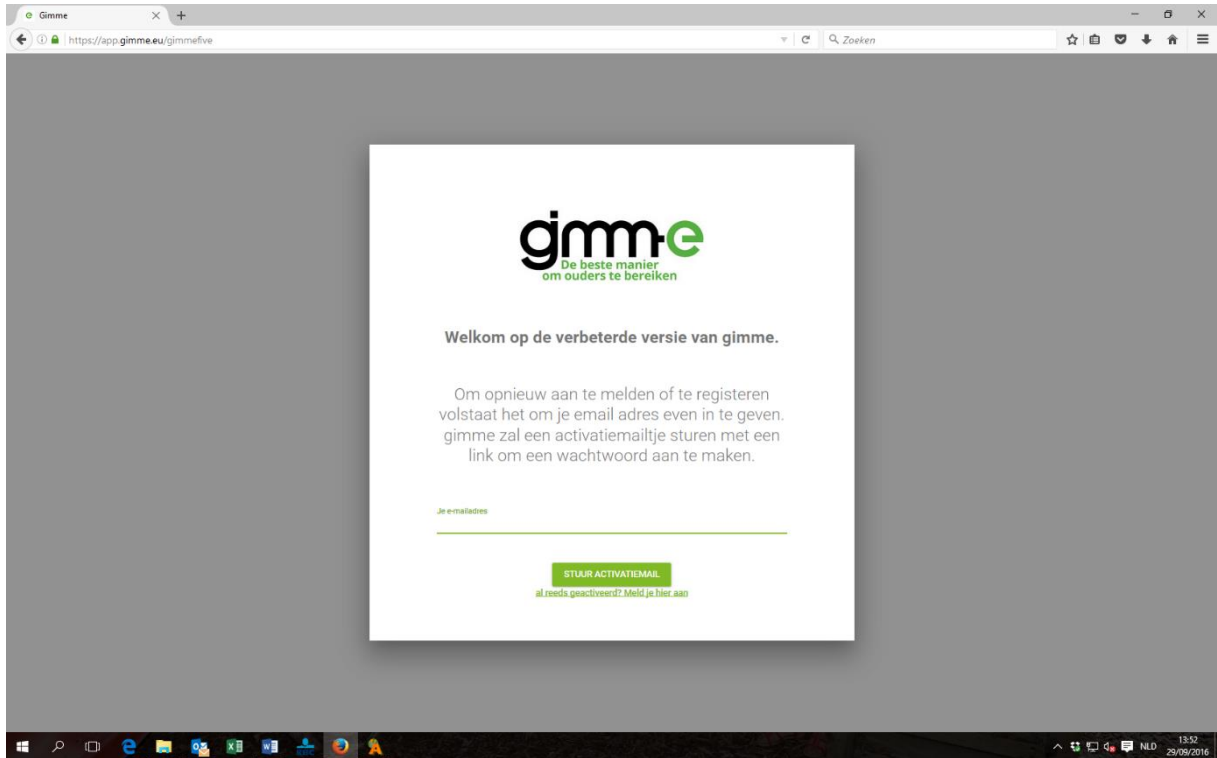 Gimme
https://app.gimme.eu/gimmefive
Zoeken
gimm-e
De beste manier
om ouders te bereiken
Welkom op de verbeterde versie van gimme.
Om opnieuw aan te melden of te registeren
volstaat het om je email adres even in te geven.
gimme zal een activatiemailtje sturen met een
link om een wachtwoord aan te maken.
Je e-mailadres
STUUR ACTIVATIEMAIL
al reeds geactiveerd? Meld je hier aan
NLD
13:52
29/09/2016